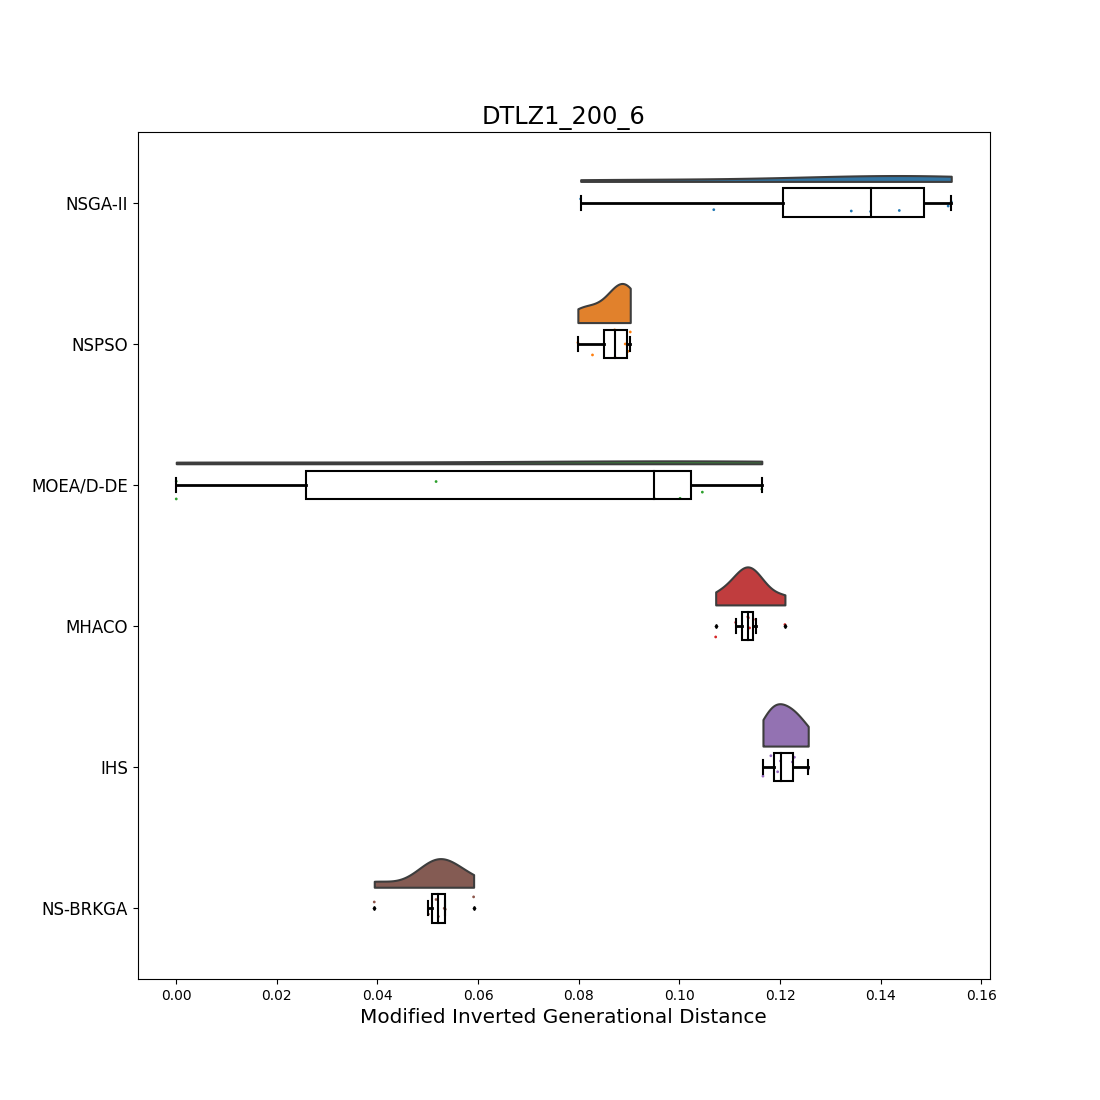 DTLZ1_200_6
NSGA-II
NSPSO
MOEA/D-DE
MHACO
IHS
NS-BRKGA
0.00 0.02 0.04 0.06 0.08 0.10 0.12 0.14 0.16
Modified Inverted Generational Distance